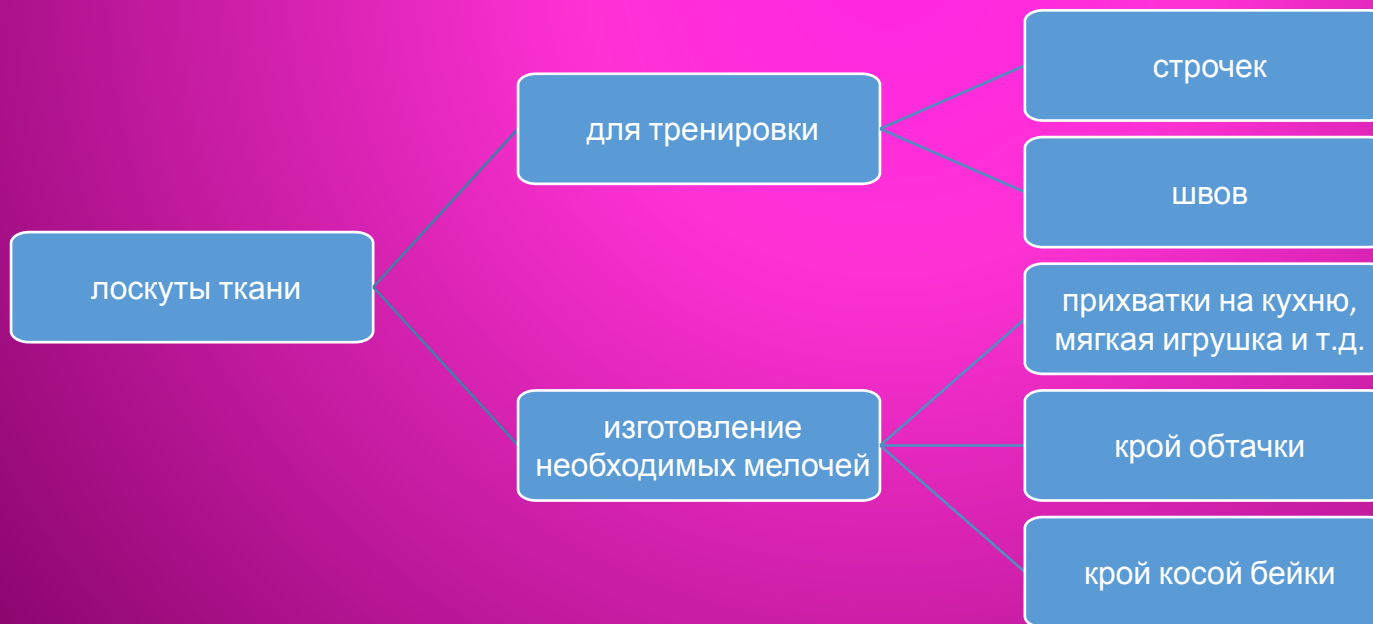 лоскуты ткани
для тренировки
строчек
швов
изготовление
необходимых мелочей
прихватки на кухню,
мягкая игрушка и т.д.
крой обтачки
крой косой бейки